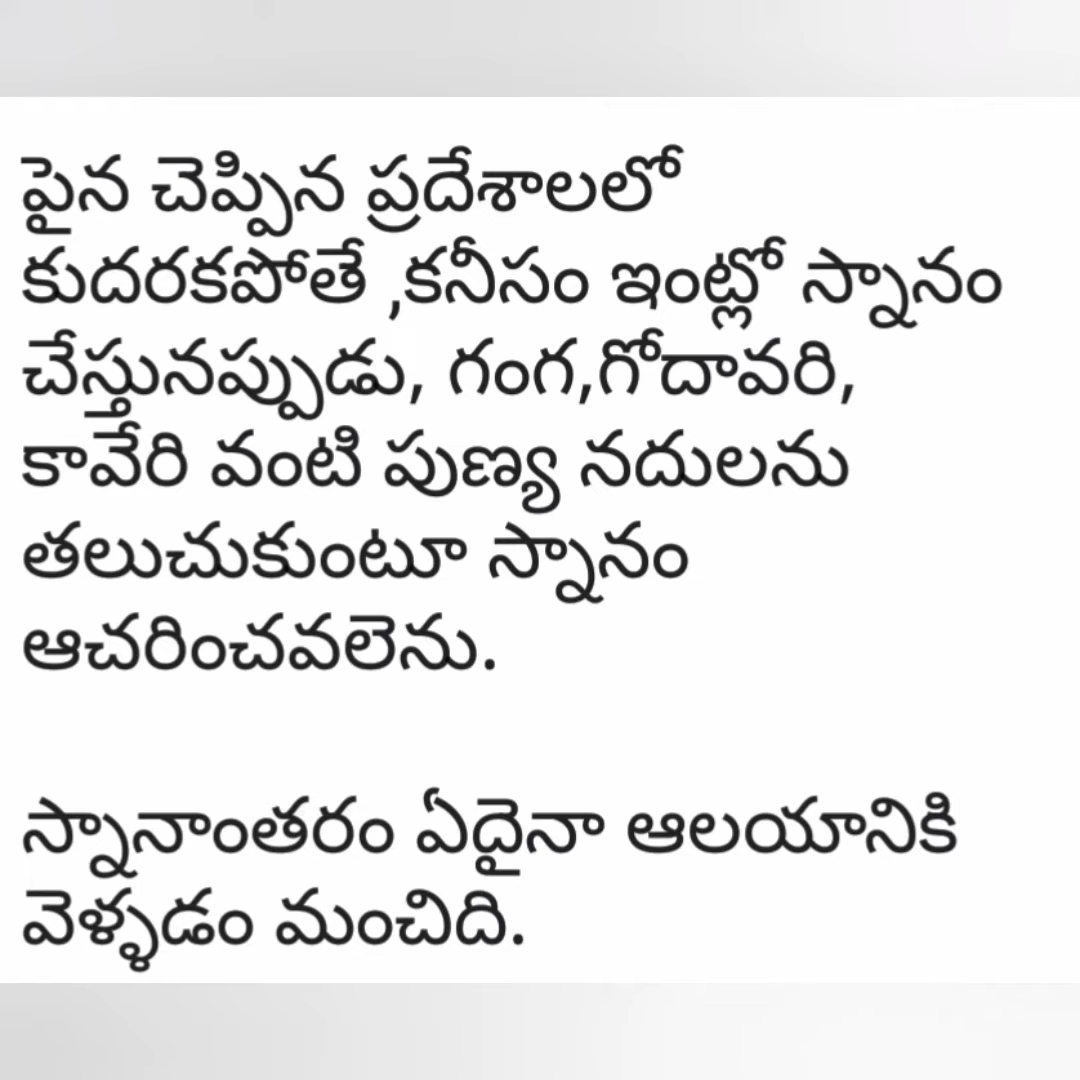 పైన చెప్పిన ప్రదేశాలలో
కుదరకపోతే ,కనీసం ఇంట్లో స్నానం
చేస్తునప్పుడు, గంగ,గోదావరి,
కావేరి వంటి పుణ్య నదులను
తలుచుకుంటూ స్నానం
ఆచరించవలెను.
స్నానాంతరం ఏదైనా ఆలయానికి
వెళ్ళడం మంచిది.